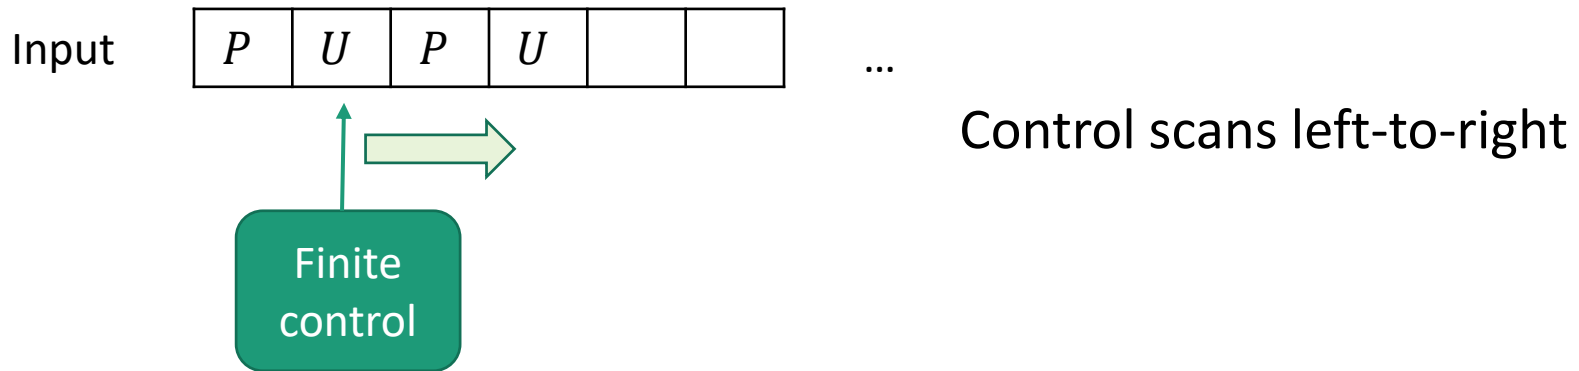 Input P U P U ...
Control scans left-to-right
Finite
control